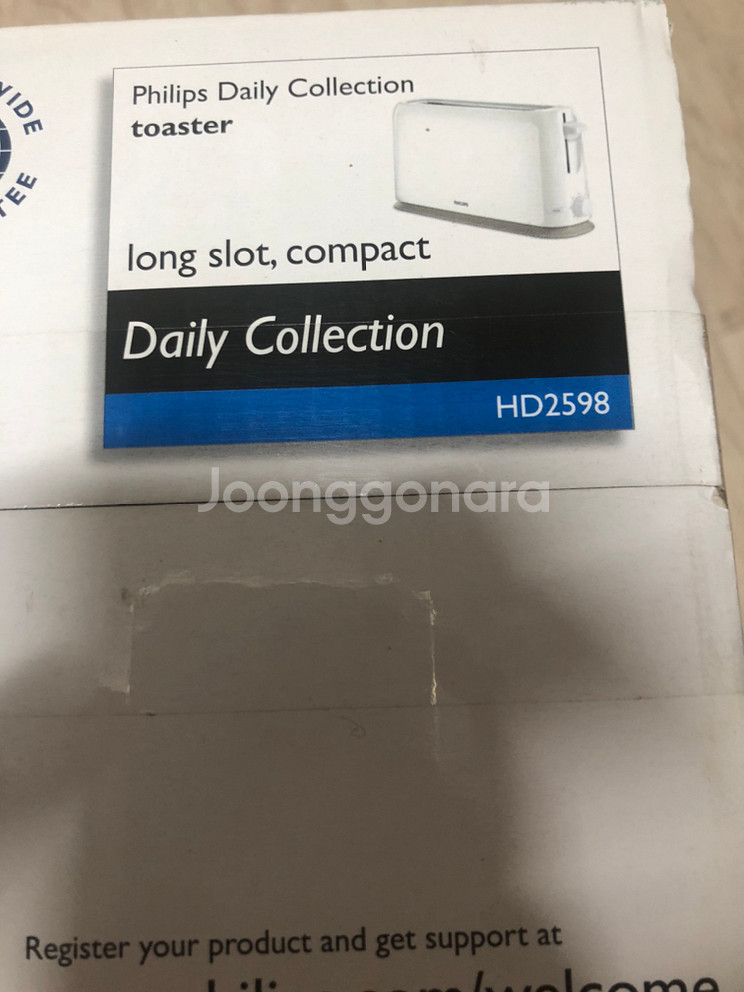 Philips Daily Collection
toaster
long slot, compact
Daily Collection
HD2598
Joonggonara
Register your product and get support at